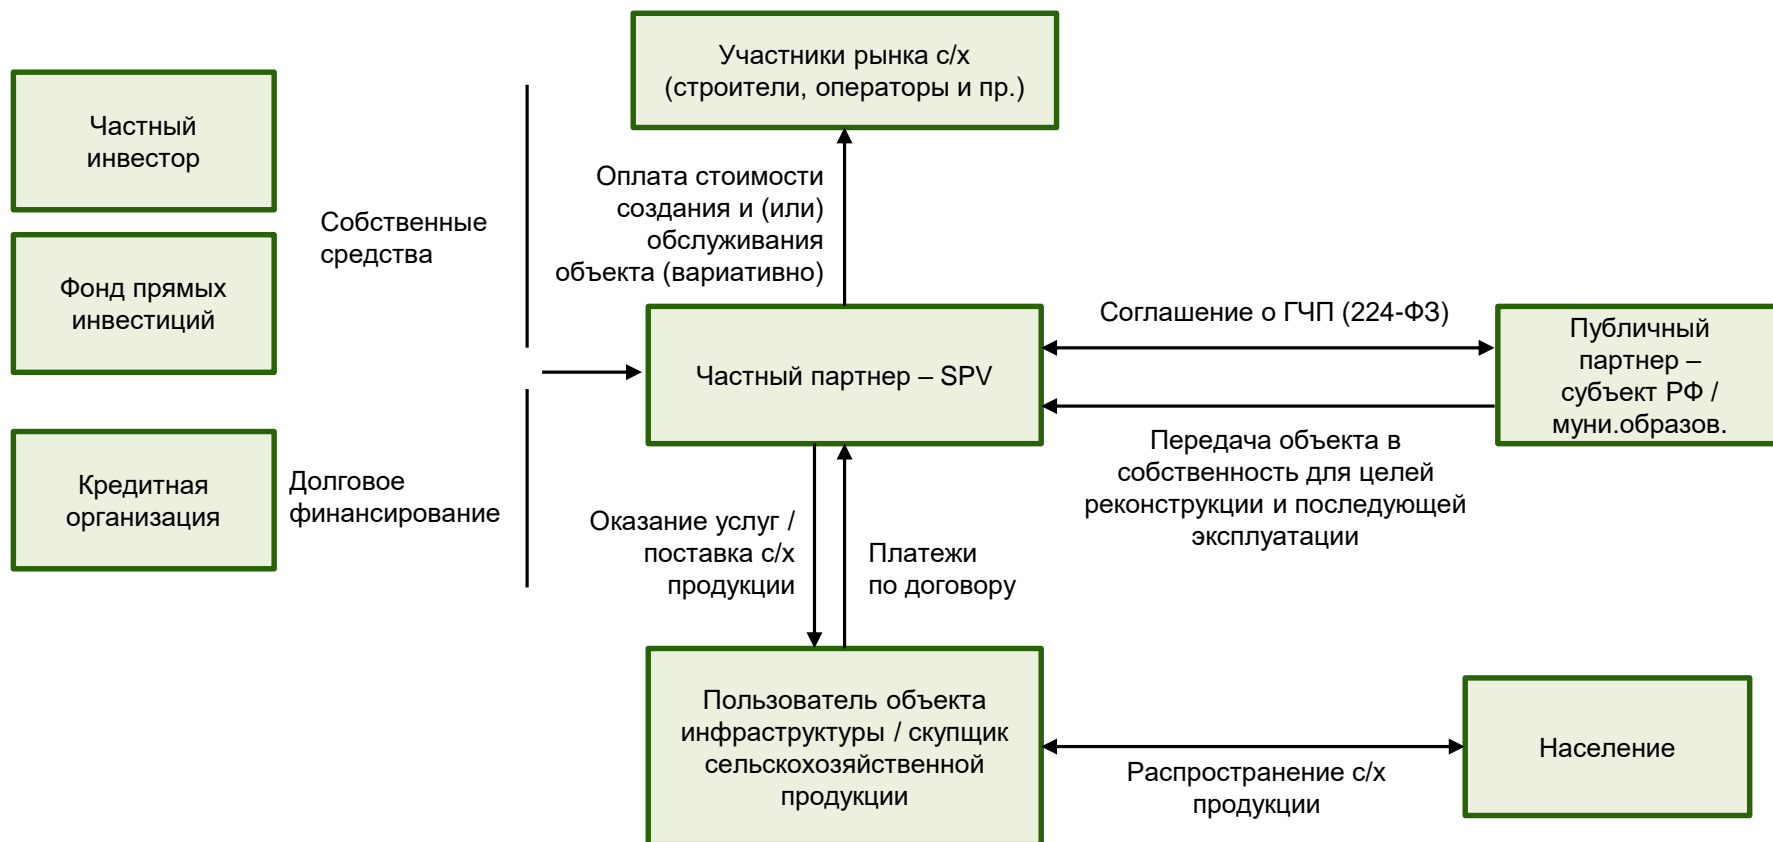 Участники рынка с/х
(строители, операторы и пр.)
Частный
инвестор
Собственные
средства
Фонд прямых
инвестиций
Оплата стоимости
создания и (или)
обслуживания
объекта (вариативно)
Частный партнер – SPV
Соглашение о ГЧП (224-ФЗ)
Публичный
партнер –
субъект РФ /
муни.образов.
Передача объекта в
собственность для целей
реконструкции и последующей
эксплуатации
Кредитная
организация
Долговое
финансирование
Оказание услуг /
поставка с/х
продукции
Платежи
по договору
Пользователь объекта
инфраструктуры / скупщик
сельскохозяйственной
продукции
Распространение с/х
продукции
Население